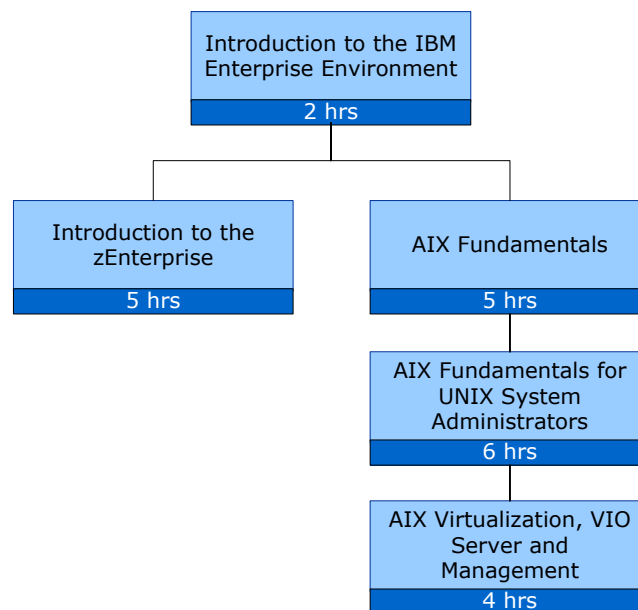 Introduction to the IBM
Enterprise Environment
2 hrs
Introduction to the
zEnterprise
5 hrs
AIX Fundamentals
5 hrs
AIX Fundamentals for
UNIX System
Administrators
6 hrs
AIX Virtualization, VIO
Server and
Management
4 hrs